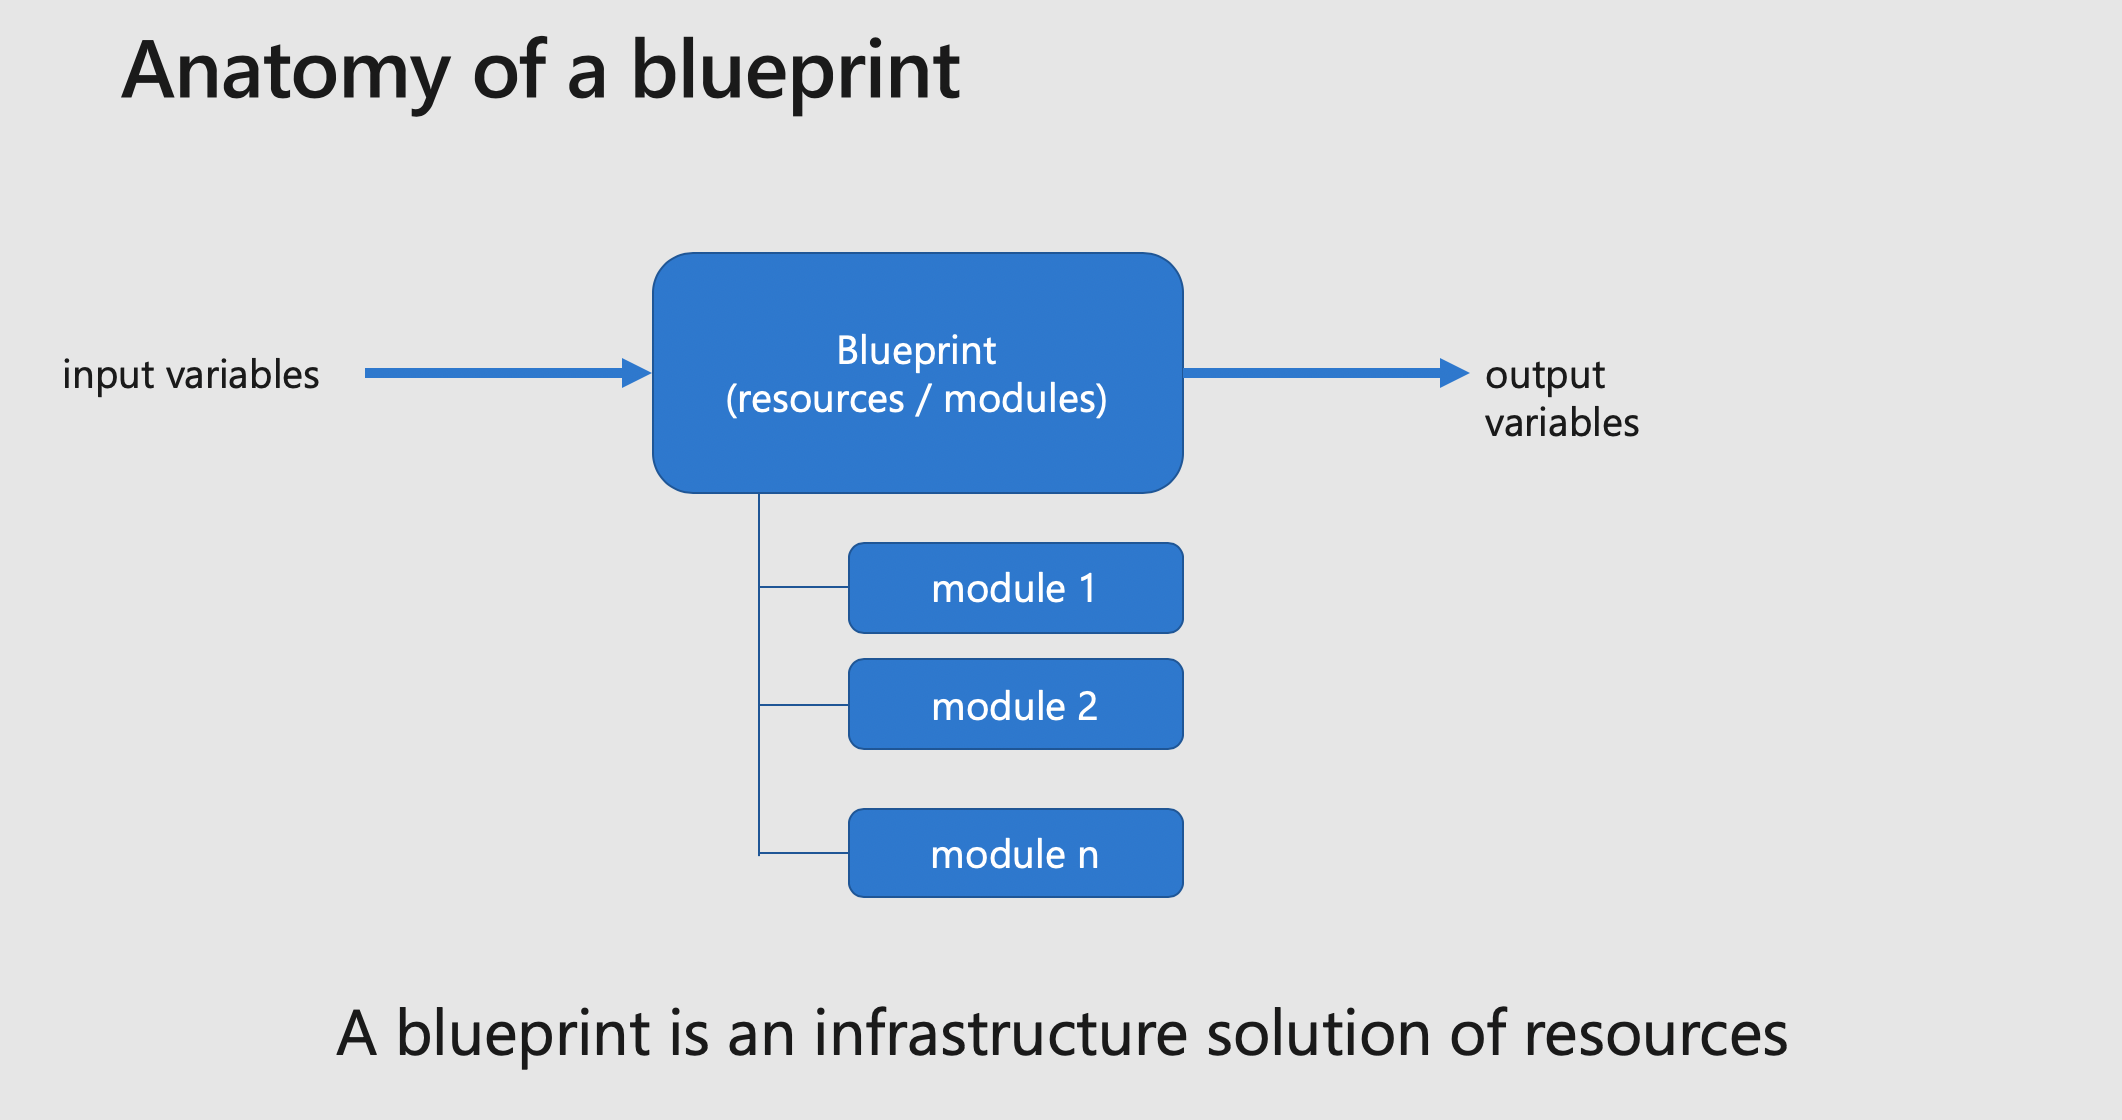 Anatomy of a blueprint
input variables
Blueprint
(resources / modules)
output
variables
module 1
module 2
module n
A blueprint is an infrastructure solution of resources